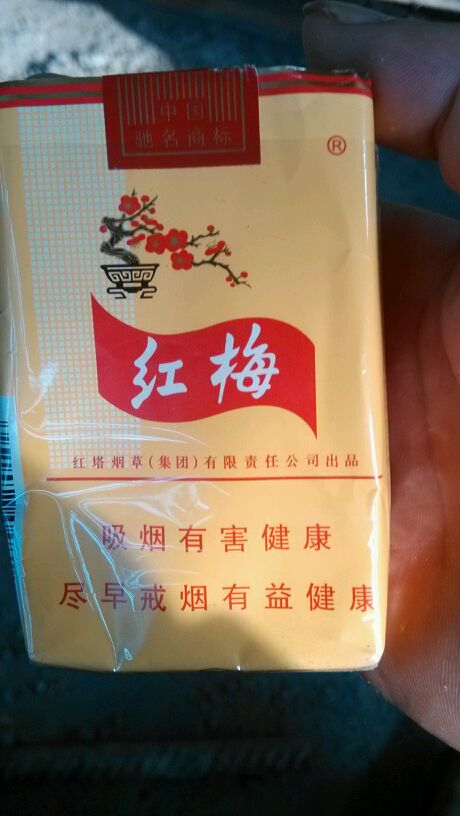 中国
驰名商标
®
红梅
红塔烟草(集团)有限责任公司出品
吸烟有害健康
尽早戒烟有益健康